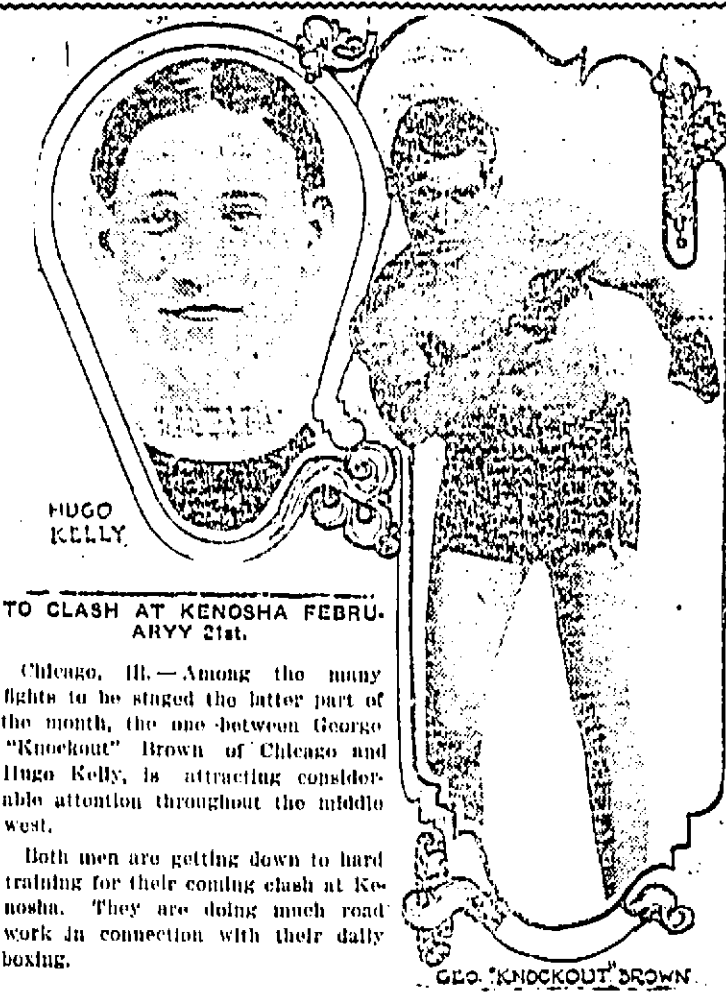 HUGO
KELLY
TO CLASH AT KENOSHA FEBRU-
ARYY 21st.
Chicago, Ill. — Among the many
fights to be staged the latter part of
the month, the one between George
"Knockout" Brown of Chicago and
Hugo Kelly, is attracting consider-
able attention throughout the middle
west.
Both men are getting down to hard
training for their coming clash at Ke-
nosha. They are doing much road
work in connection with their daily
boxing.
GEO. "KNOCKOUT" BROWN